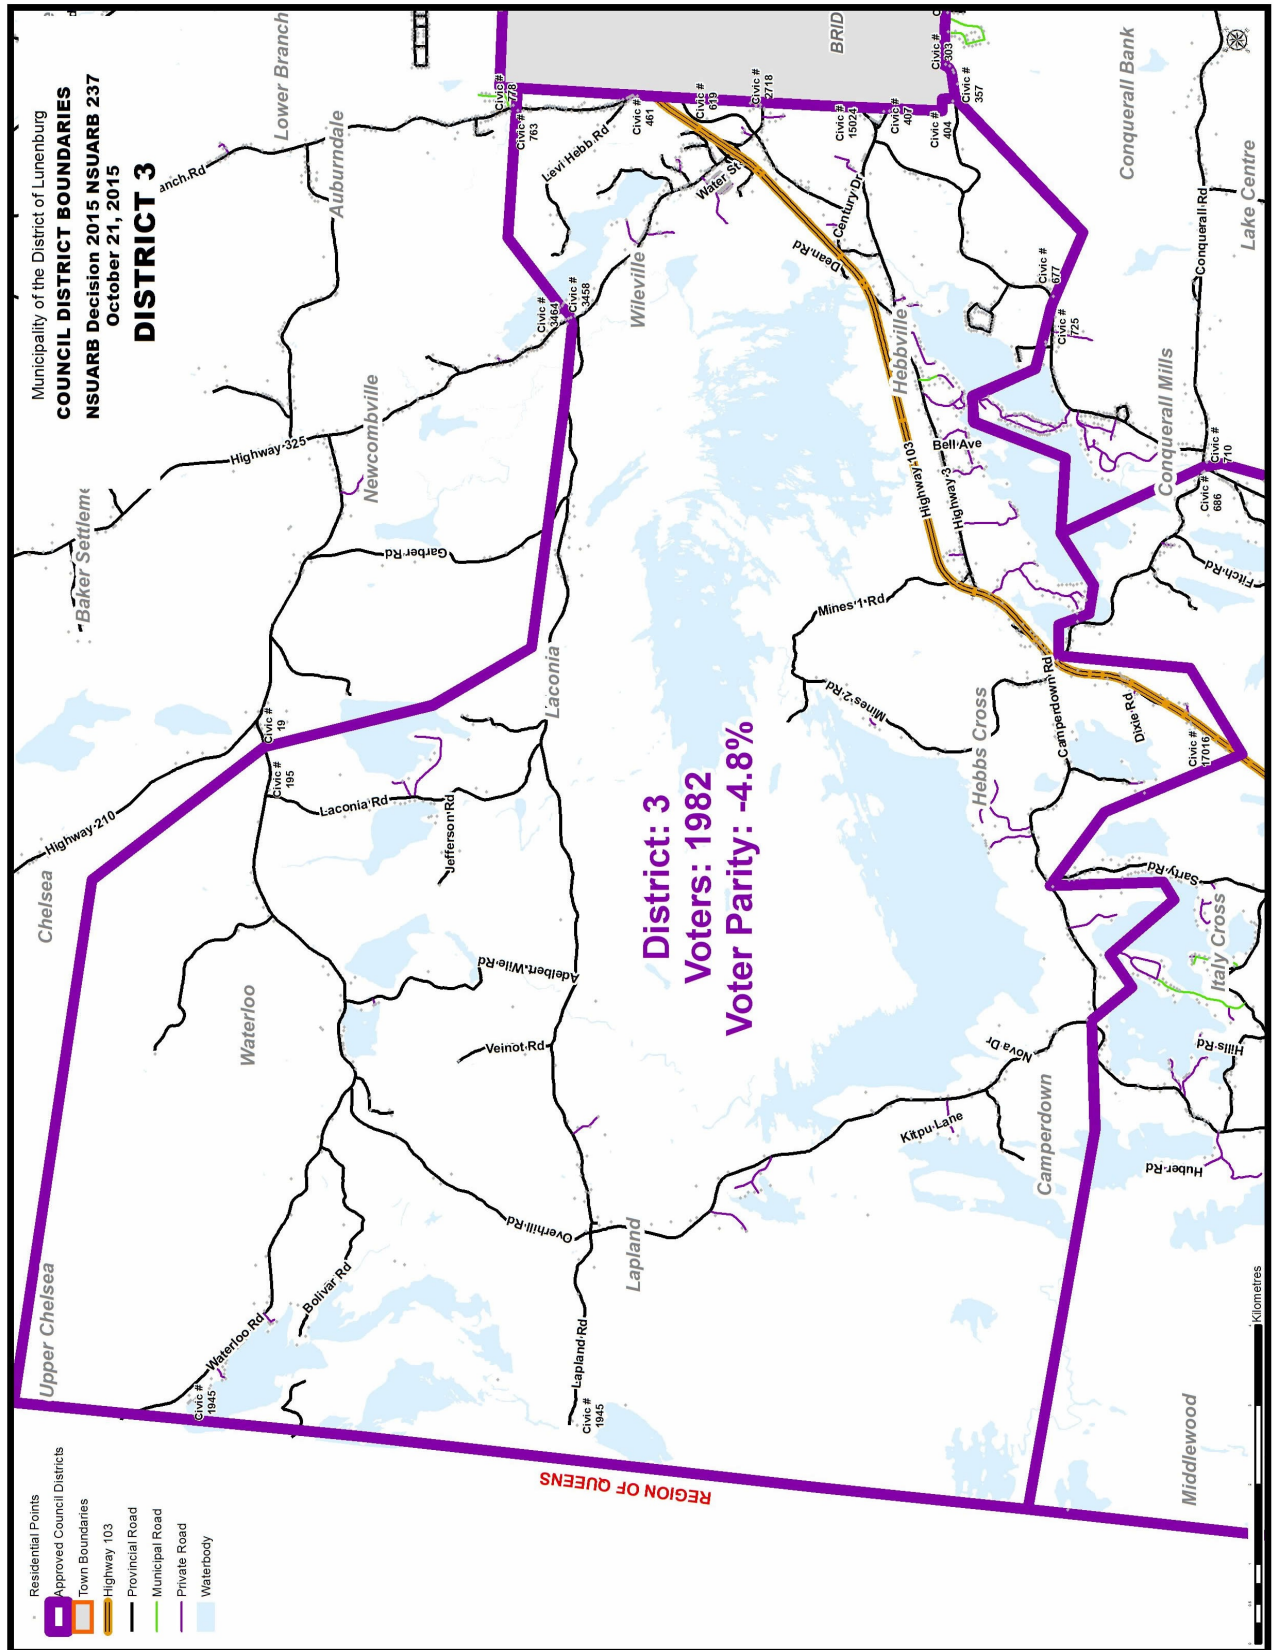 Municipality of the District of Lunenburg
COUNCIL DISTRICT BOUNDARIES
NSUARB Decision 2015 NSUARB 237
October 21, 2015
DISTRICT 3
Residential Points
Approved Council Districts
Town Boundaries
Highway 103
Provincial Road
Municipal Road
Private Road
Waterbody
District: 3
Voters: 1982
Voter Parity: -4.8%
REGION OF QUEENS
Upper Chelsea
Chelsea
Baker Settleme
Auburndale
Lower Branch
Waterloo
Newcombville
Lapland
Laconia
Wileville
BRID
Hebbville
Hebbs Cross
Camperdown
Conquerall Bank
Conquerall Mills
Lake Centre
Italy Cross
Middlewood
Highway 210
Highway 325
anch Rd
Levi Hebb Rd
Water St
Century Dr
Dean Rd
Garber Rd
Laconia Rd
Jefferson Rd
Adelbert Wile Rd
Veinot Rd
Overhill Rd
Bolivar Rd
Waterloo Rd
Lapland Rd
Kitpu Lane
Nova Dr
Mines 1 Rd
Mines 2 Rd
Highway 103
Highway 3
Bell Ave
Camperdown Rd
Dixie Rd
Sarty Rd
Hills Rd
Huber Rd
Fitch Rd
Conquerall Rd
Civic #
1945
Civic #
1945
Civic #
195
Civic #
19
Civic #
3464
Civic #
3458
Civic #
763
Civic #
778
Civic #
461
Civic #
619
Civic #
2718
Civic #
15024
Civic #
407
Civic #
404
Civic #
303
Civic #
357
Civic #
677
Civic #
725
Civic #
710
Civic #
686
Civic #
17016
Kilometres